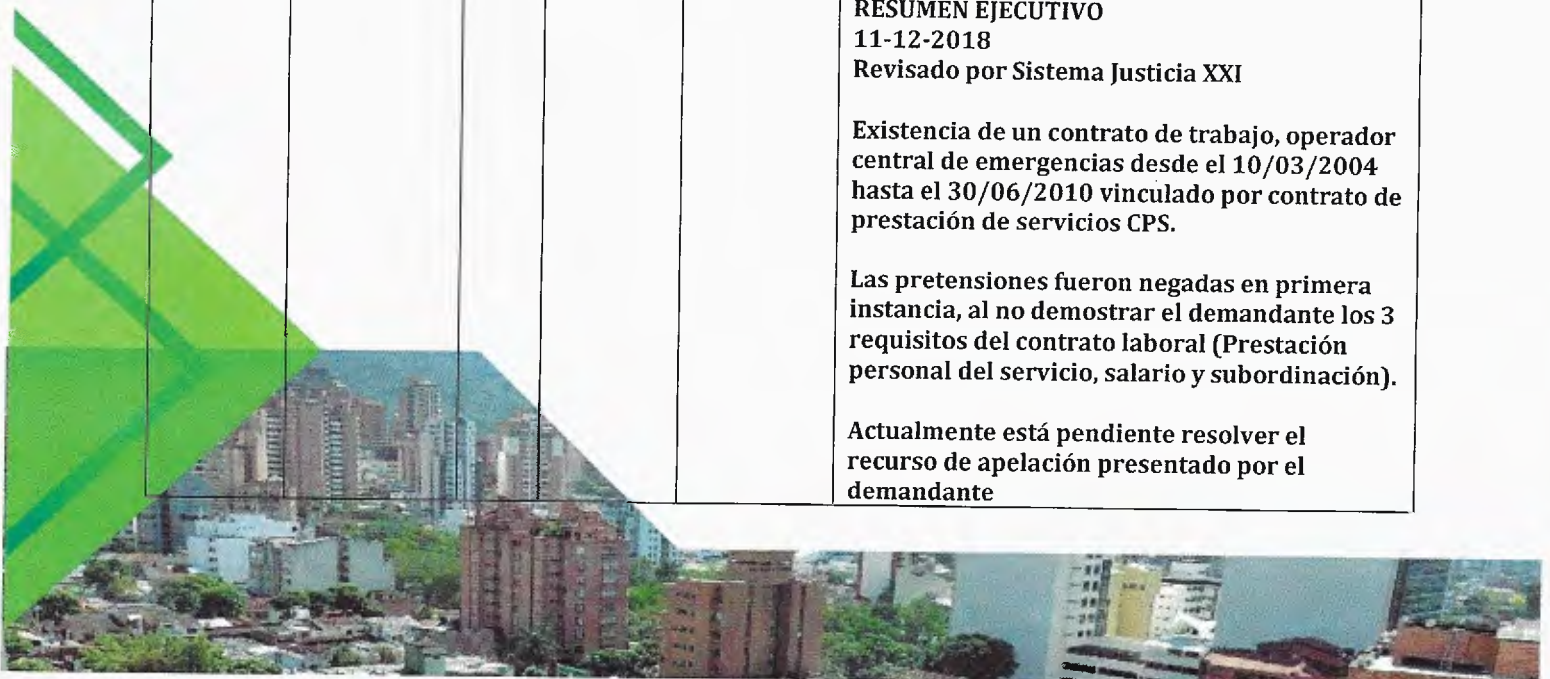 RESUMEN EJECUTIVO
11-12-2018
Revisado por Sistema Justicia XXI
Existencia de un contrato de trabajo, operador
central de emergencias desde el 10/03/2004
hasta el 30/06/2010 vinculado por contrato de
prestación de servicios CPS.
Las pretensiones fueron negadas en primera
instancia, al no demostrar el demandante los 3
requisitos del contrato laboral (Prestación
personal del servicio, salario y subordinación).
Actualmente está pendiente resolver el
recurso de apelación presentado por el
demandante